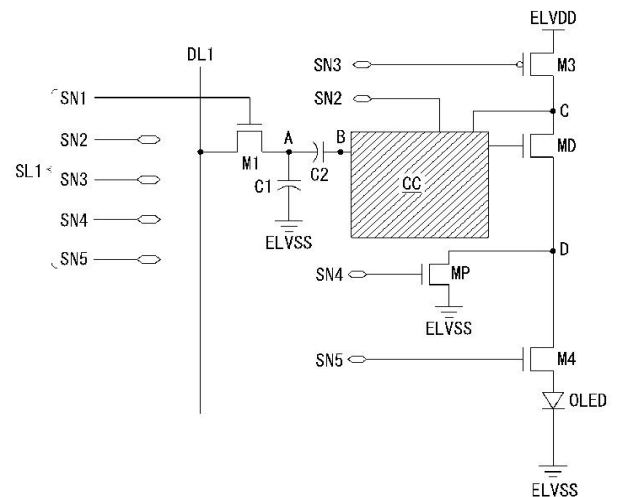 ELVDD
DL1
SN3
M3
SN1
SN2
C
SN2
A
B
MD
M1
C1
C2
CC
SL1
SN3
ELVSS
SN4
D
SN4
MP
SN5
ELVSS
SN5
M4
OLED
ELVSS